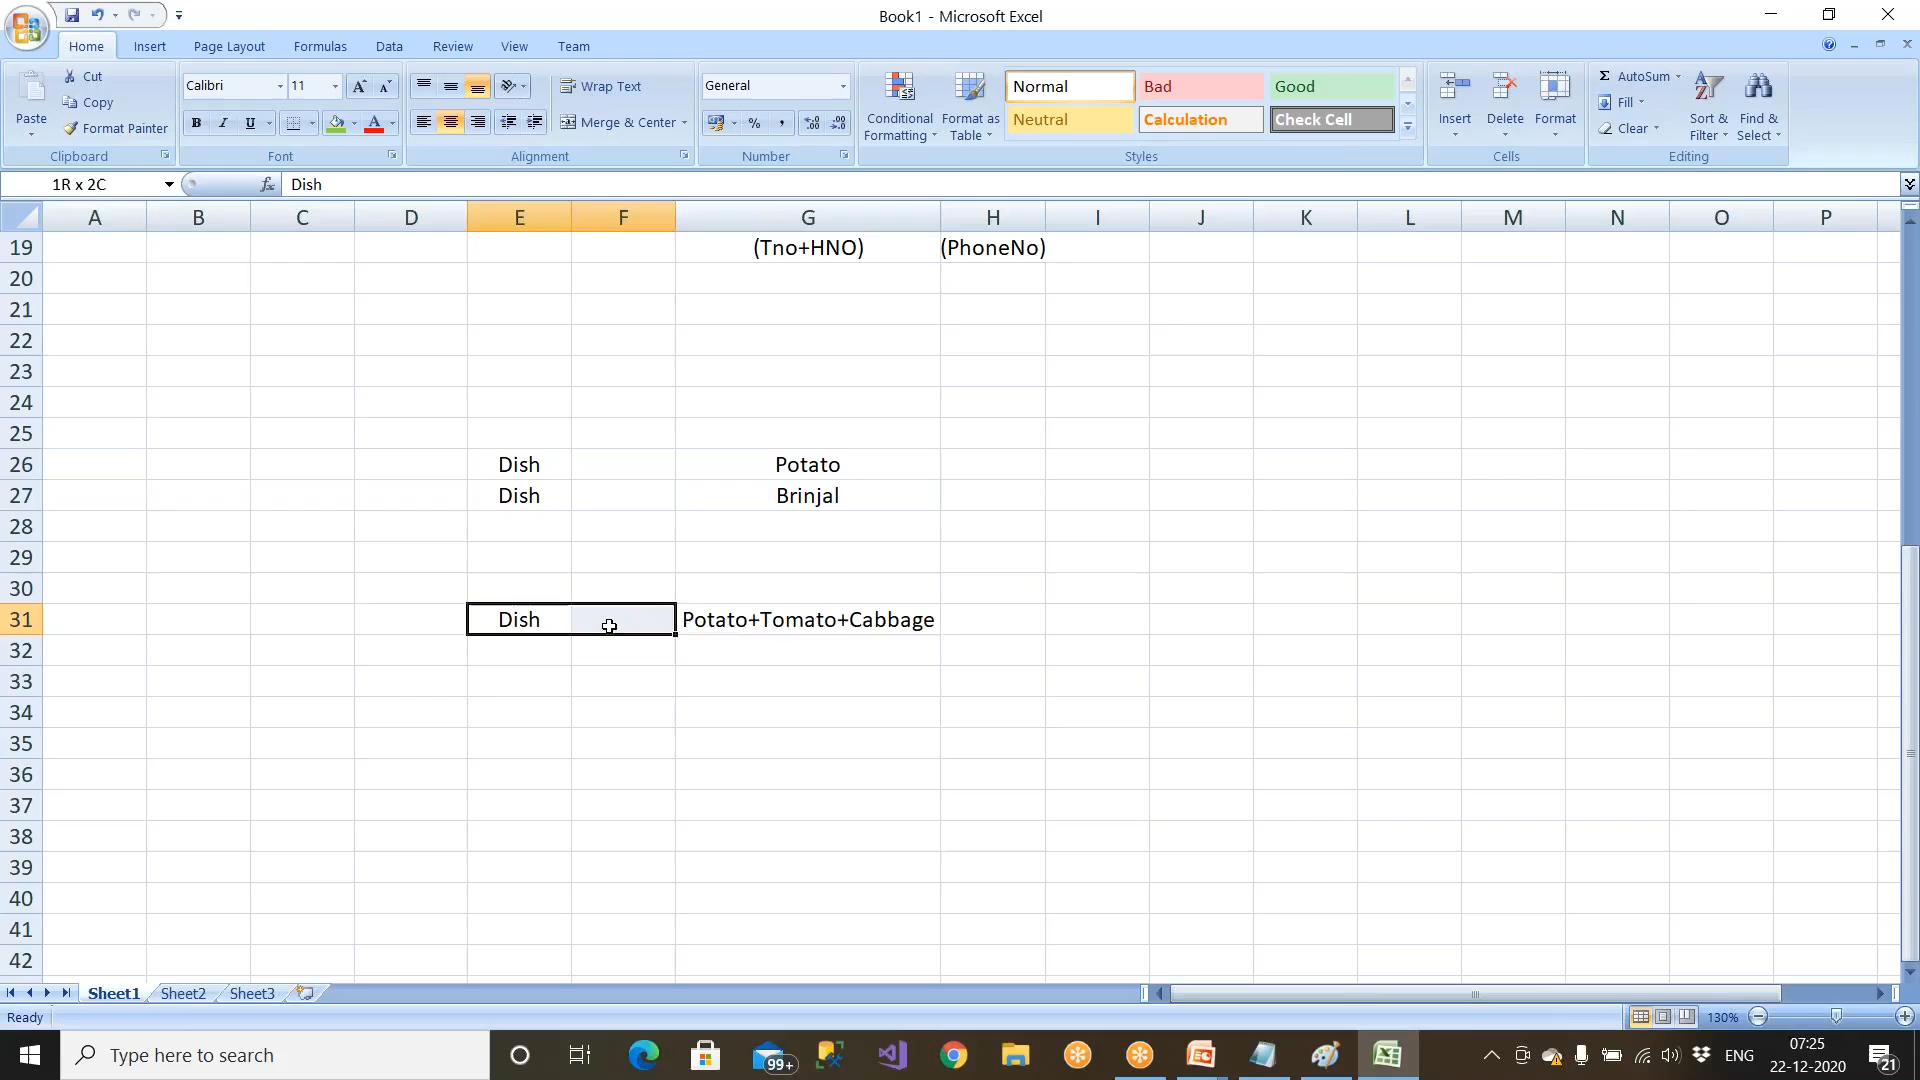 Book1 - Microsoft Excel
Home Insert Page Layout Formulas Data Review View Team
Paste
Cut
Copy
Format Painter
Clipboard
Calibri 11
B I U
Font
Wrap Text
Merge & Center
Alignment
General
%
Number
Conditional Formatting
Format as Table
Normal Bad Good
Neutral Calculation Check Cell
Styles
Insert Delete Format
Cells
Σ AutoSum
Fill
Clear
Sort & Filter
Find & Select
Editing
1R x 2C fx Dish
A B C D E F G H I J K L M N O P
19 (Tno+HNO) (PhoneNo)
20
21
22
23
24
25
26 Dish Potato
27 Dish Brinjal
28
29
30
31 Dish Potato+Tomato+Cabbage
32
33
34
35
36
37
38
39
40
41
42
Sheet1 Sheet2 Sheet3
Ready 130%
Type here to search
99+
ENG
07:25
22-12-2020
21